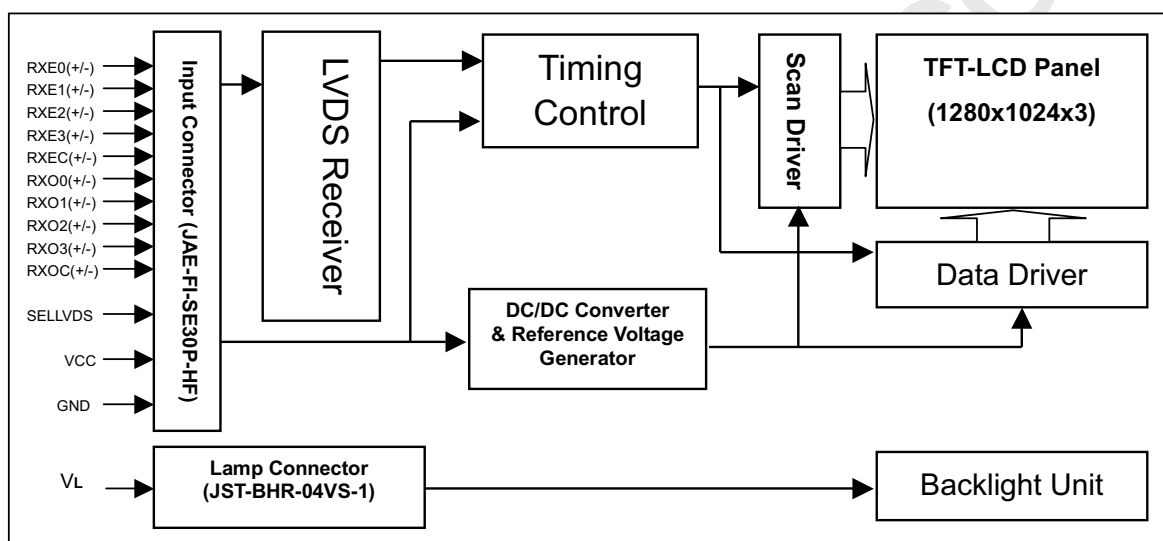 RXE0(+/-)
RXE1(+/-)
RXE2(+/-)
RXE3(+/-)
RXEC(+/-)
RXO0(+/-)
RXO1(+/-)
RXO2(+/-)
RXO3(+/-)
RXOC(+/-)
SELLVDS
VCC
GND
VL
Input Connector (JAE-FI-SE30P-HF)
LVDS Receiver
Timing
Control
Scan Driver
TFT-LCD Panel
(1280x1024x3)
Data Driver
DC/DC Converter
& Reference Voltage
Generator
Lamp Connector
(JST-BHR-04VS-1)
Backlight Unit